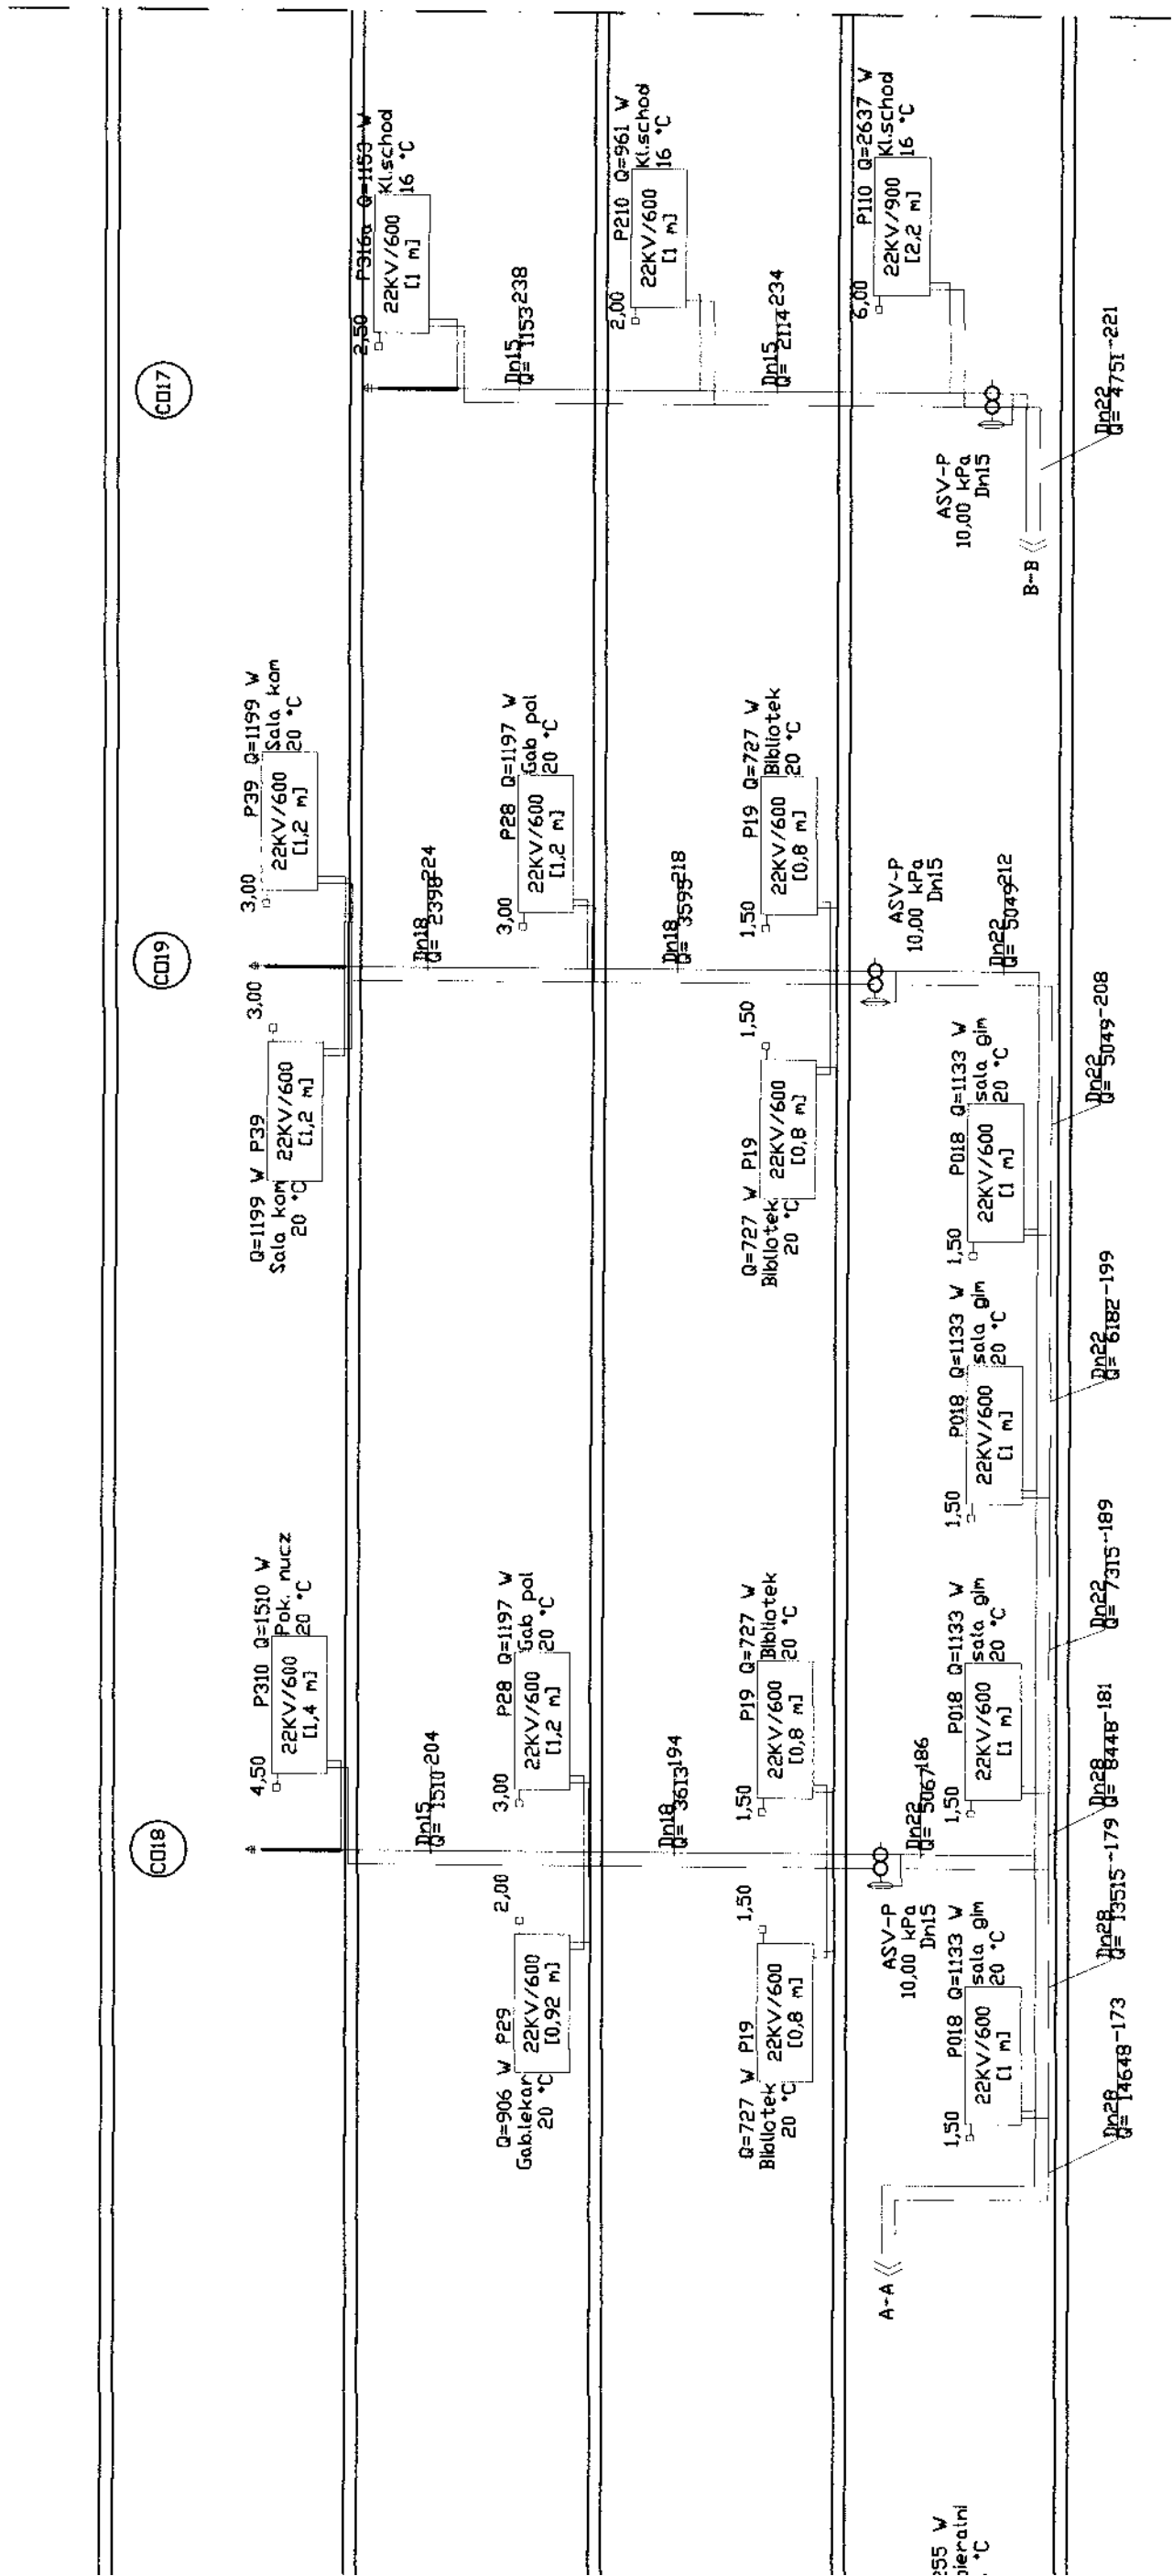 CO18
P310 Q=1510 W
Pok. nucz
20 °C
4,50
22KV/600
[1,4 m]
Dn15
Q= 1510
204
Q=906 W P29
Gab.lekar
20 °C
22KV/600
[0,92 m]
2,00
3,00
P28 Q=1197 W
Gab pol
20 °C
22KV/600
[1,2 m]
Dn18
Q= 3613
194
Q=727 W P19
Bibliotek
20 °C
22KV/600
[0,8 m]
1,50
1,50
P19 Q=727 W
Bibliotek
20 °C
22KV/600
[0,8 m]
ASV-P
10,00 kPa
Dn15
Dn22
Q= 5067
186
A-A
1,50
P018 Q=1133 W
sala gim
20 °C
22KV/600
[1 m]
1,50
P018 Q=1133 W
sala gim
20 °C
22KV/600
[1 m]
1,50
P018 Q=1133 W
sala gim
20 °C
22KV/600
[1 m]
1,50
P018 Q=1133 W
sala gim
20 °C
22KV/600
[1 m]
Dn28
Q= 14648
173
Dn28
Q= 13515
179
Dn28
Q= 8448
181
Dn22
Q= 7315
189
Dn22
Q= 6182
199
Dn22
Q= 5049
208
CO19
Q=1199 W P39
Sala kom
20 °C
22KV/600
[1,2 m]
3,00
3,00
P39 Q=1199 W
Sala kom
20 °C
22KV/600
[1,2 m]
Dn18
Q= 2398
224
3,00
P28 Q=1197 W
Gab pol
20 °C
22KV/600
[1,2 m]
Dn18
Q= 3595
218
Q=727 W P19
Bibliotek
20 °C
22KV/600
[0,8 m]
1,50
1,50
P19 Q=727 W
Bibliotek
20 °C
22KV/600
[0,8 m]
ASV-P
10,00 kPa
Dn15
Dn22
Q= 5049
212
CO17
2,50
P316a Q=1153 W
Kl.schod
16 °C
22KV/600
[1 m]
Dn15
Q= 1153
238
2,00
P210 Q=961 W
Kl.schod
16 °C
22KV/600
[1 m]
Dn15
Q= 2114
234
6,00
P110 Q=2637 W
Kl.schod
16 °C
22KV/900
[2,2 m]
ASV-P
10,00 kPa
Dn15
B-B
Dn22
Q= 4751
221
255 W
°C